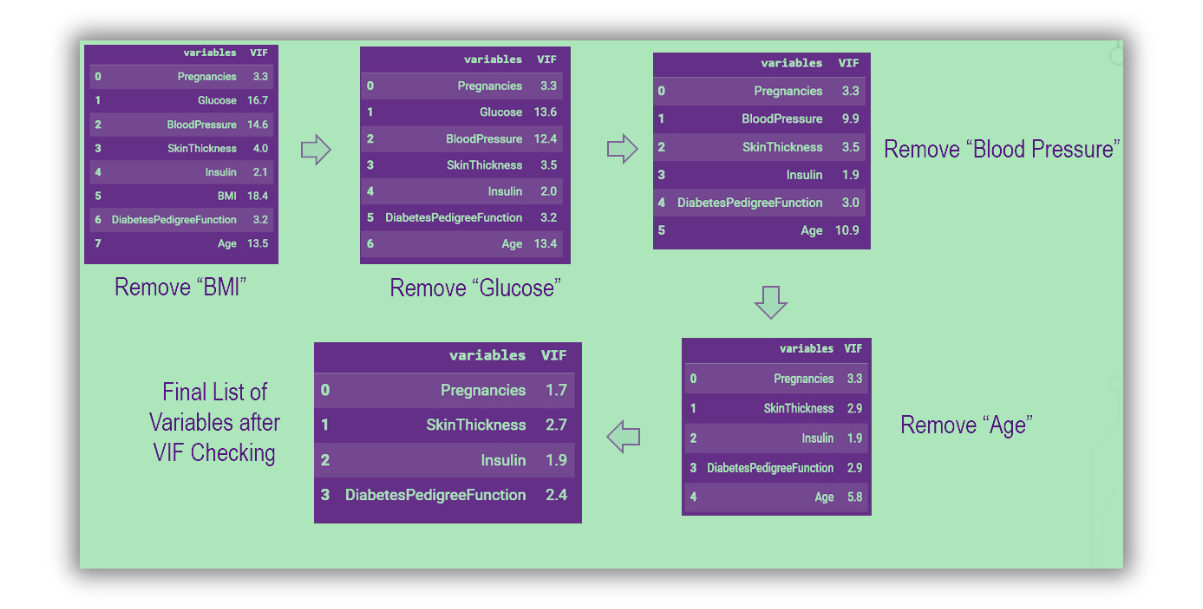 variables VIF
0 Pregnancies 3.3
1 Glucose 16.7
2 BloodPressure 14.6
3 SkinThickness 4.0
4 Insulin 2.1
5 BMI 18.4
6 DiabetesPedigreeFunction 3.2
7 Age 13.5
Remove “BMI”
variables VIF
0 Pregnancies 3.3
1 Glucose 13.6
2 BloodPressure 12.4
3 SkinThickness 3.5
4 Insulin 2.0
5 DiabetesPedigreeFunction 3.2
6 Age 13.4
Remove “Glucose”
variables VIF
0 Pregnancies 3.3
1 BloodPressure 9.9
2 SkinThickness 3.5
3 Insulin 1.9
4 DiabetesPedigreeFunction 3.0
5 Age 10.9
Remove “Blood Pressure”
variables VIF
0 Pregnancies 3.3
1 SkinThickness 2.9
2 Insulin 1.9
3 DiabetesPedigreeFunction 2.9
4 Age 5.8
Remove “Age”
variables VIF
0 Pregnancies 1.7
1 SkinThickness 2.7
2 Insulin 1.9
3 DiabetesPedigreeFunction 2.4
Final List of
Variables after
VIF Checking